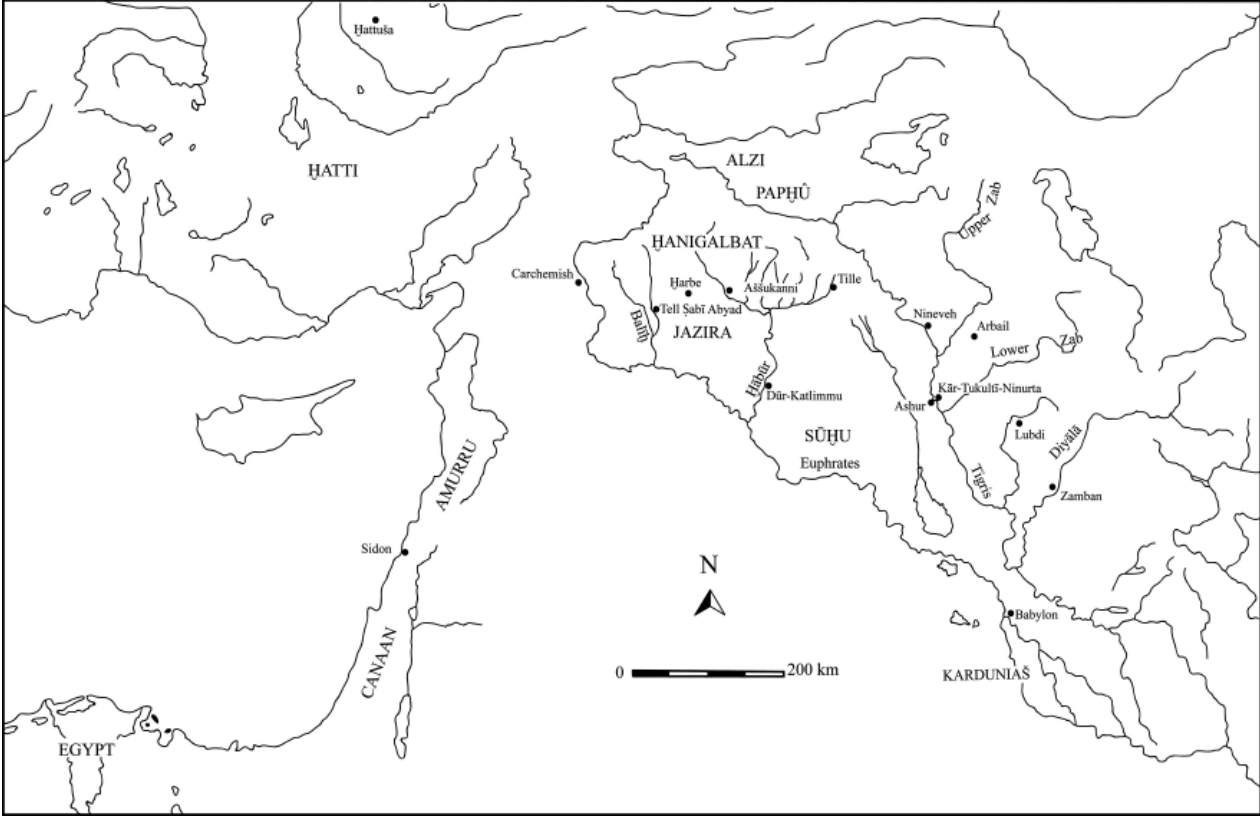 Ḫattuša
ḪATTI
ALZI
PAPḪÛ
Upper Zab
ḪANIGALBAT
Carchemish
Ḫarbe
Aššukanni
Tille
Balīḫ
Tell Ṣabī Abyad
JAZIRA
Nineveh
Arbail
Lower Zab
Ḫābūr
Dūr-Katlimmu
Kār-Tukultī-Ninurta
Ashur
SŪḪU
Euphrates
Lubdi
Diyālā
Tigris
Zamban
AMURRU
Sidon
N
CANAAN
Babylon
0 200 km
KARDUNIAŠ
EGYPT